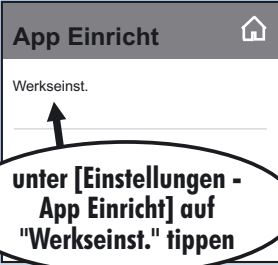 App Einricht
Werkseinst.
unter [Einstellungen -
App Einricht] auf
"Werkseinst." tippen